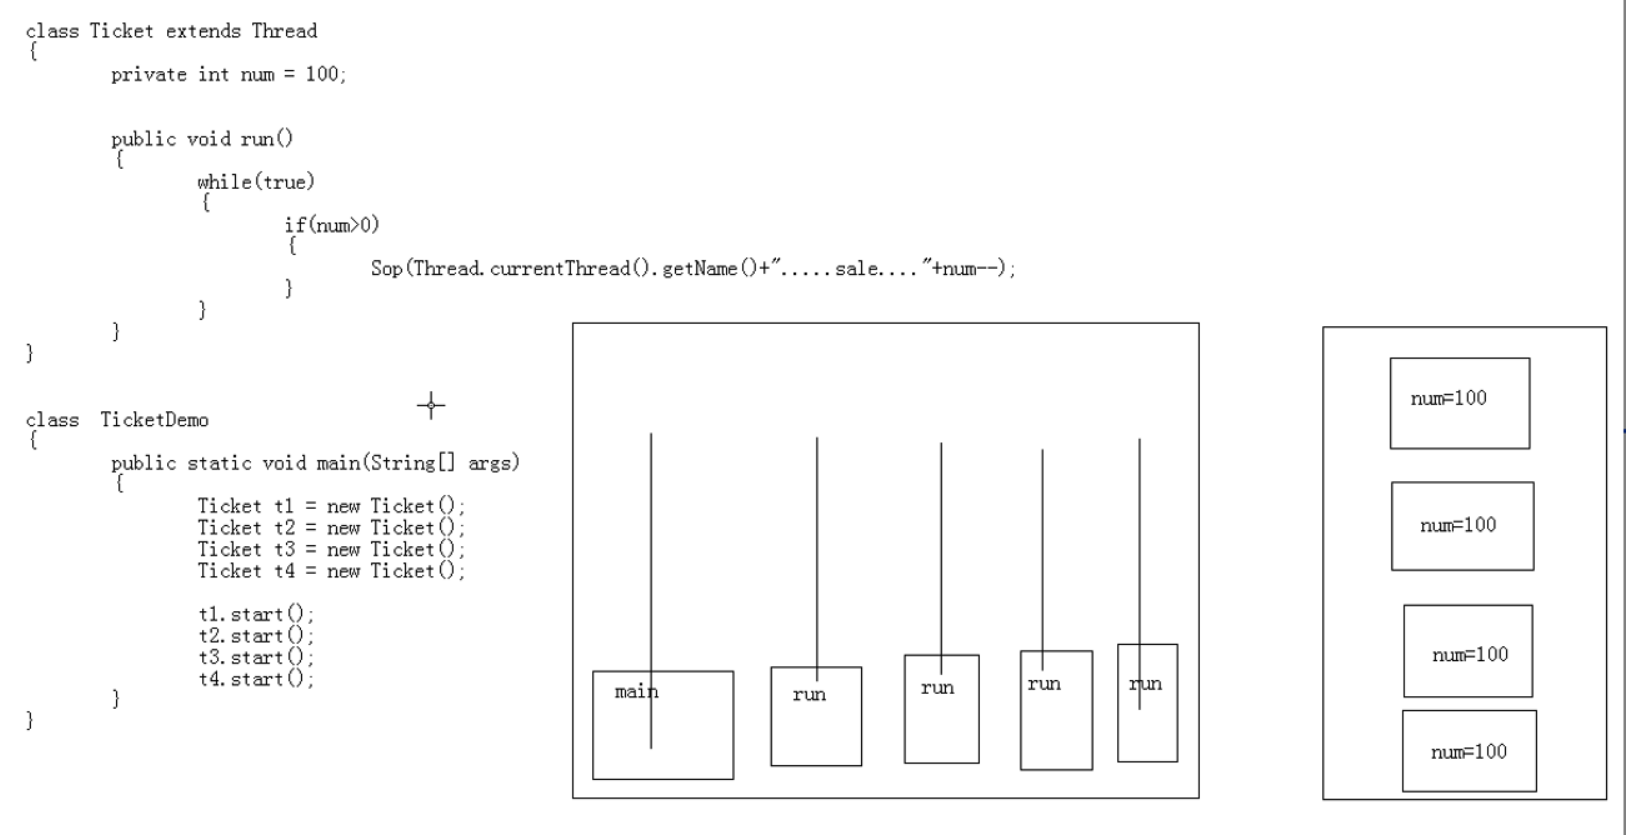 class Ticket extends Thread
{
private int num = 100;
public void run()
{
while(true)
{
if(num>0)
{
Sop(Thread.currentThread().getName()+".....sale...."+num--);
}
}
}
}
class  TicketDemo
{
public static void main(String[] args)
{
Ticket t1 = new Ticket();
Ticket t2 = new Ticket();
Ticket t3 = new Ticket();
Ticket t4 = new Ticket();
t1.start();
t2.start();
t3.start();
t4.start();
}
}
main
run
run
run
run
num=100
num=100
num=100
num=100